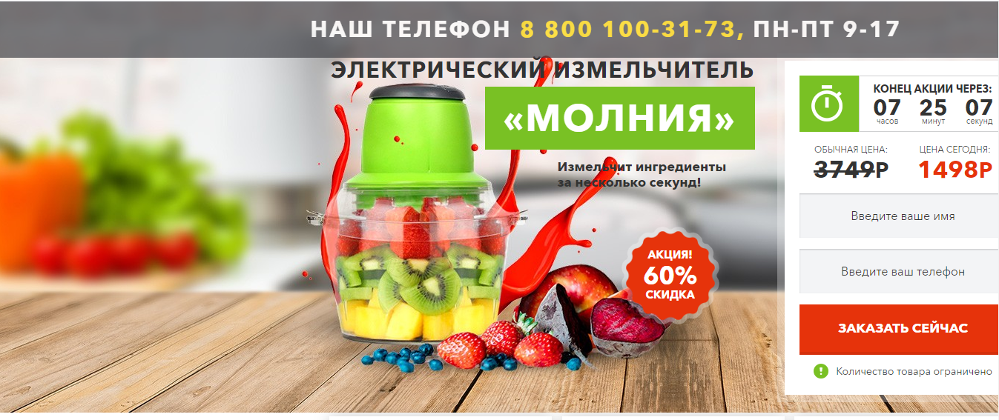 НАШ ТЕЛЕФОН 8 800 100-31-73, ПН-ПТ 9-17
ЭЛЕКТРИЧЕСКИЙ ИЗМЕЛЬЧИТЕЛЬ
«МОЛНИЯ»
Измельчит ингредиенты
за несколько секунд!
АКЦИЯ!
60%
СКИДКА
КОНЕЦ АКЦИИ ЧЕРЕЗ:
07 25 07
часов минут секунд
ОБЫЧНАЯ ЦЕНА: ЦЕНА СЕГОДНЯ:
3749Р 1498Р
Введите ваше имя
Введите ваш телефон
ЗАКАЗАТЬ СЕЙЧАС
Количество товара ограничено